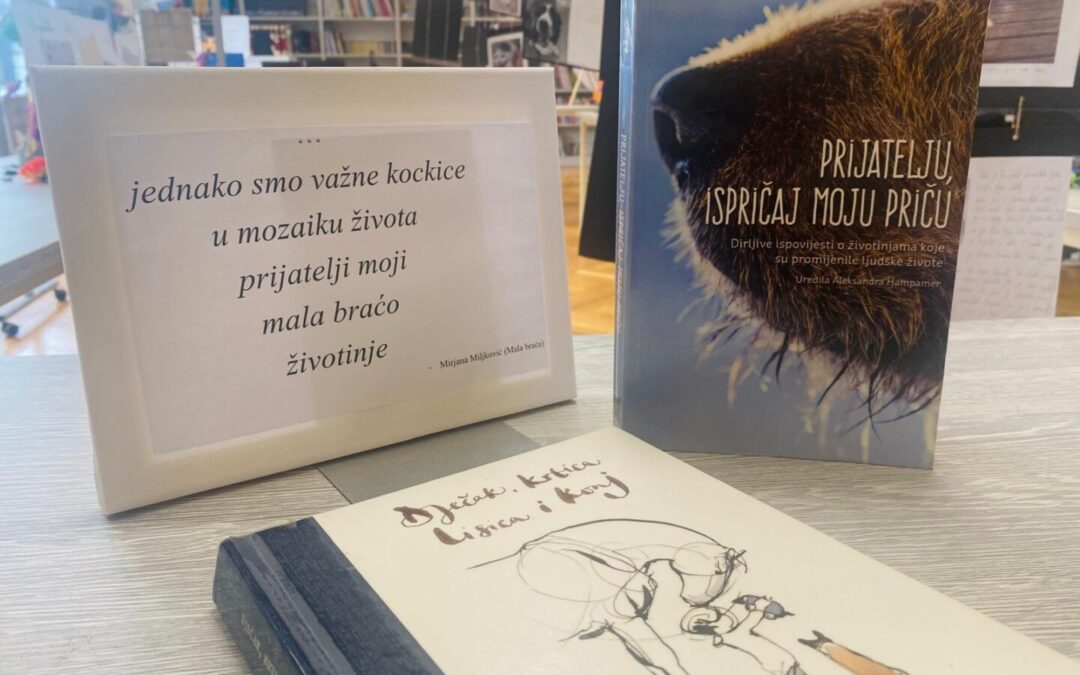 ...
jednako smo važne kockice
u mozaiku života
prijatelji moji
mala braćo
životinje
Mirjana Miljković (Mala braća)
PRIJATELJU,
ISPRIČAJ MOJU PRIČU
Dirljive ispovijesti o životinjama koje
su promijenile ljudske živote
Uredila Aleksandra Hampamer
PRIJATELJU, ISPRIČAJ MOJU PRIČU
Dječak, krtica
Lisica i konj